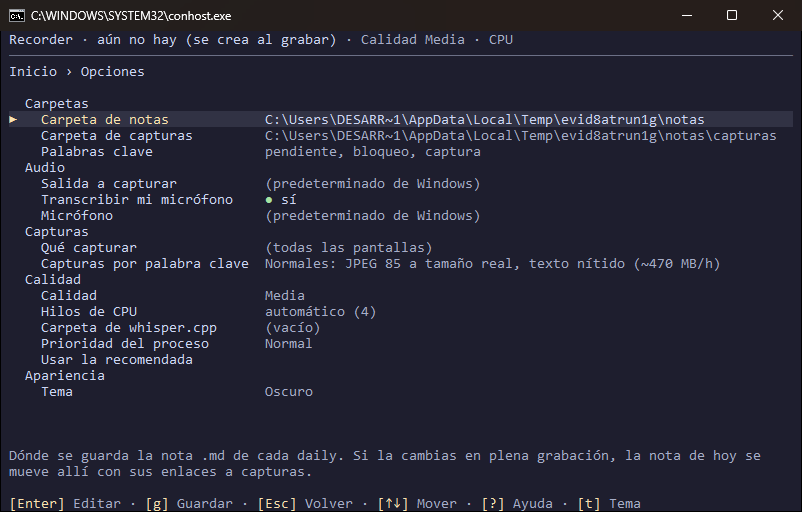 C:\WINDOWS\SYSTEM32\conhost.exe
Recorder · aún no hay (se crea al grabar) · Calidad Media · CPU
Inicio › Opciones
Carpetas
► Carpeta de notas C:\Users\DESARR~1\AppData\Local\Temp\evid8atrun1g\notas
Carpeta de capturas C:\Users\DESARR~1\AppData\Local\Temp\evid8atrun1g\notas\capturas
Palabras clave pendiente, bloqueo, captura
Audio
Salida a capturar (predeterminado de Windows)
Transcribir mi micrófono ● sí
Micrófono (predeterminado de Windows)
Capturas
Qué capturar (todas las pantallas)
Capturas por palabra clave Normales: JPEG 85 a tamaño real, texto nítido (~470 MB/h)
Calidad
Calidad Media
Hilos de CPU automático (4)
Carpeta de whisper.cpp (vacío)
Prioridad del proceso Normal
Usar la recomendada
Apariencia
Tema Oscuro
Dónde se guarda la nota .md de cada daily. Si la cambias en plena grabación, la nota de hoy se
mueve allí con sus enlaces a capturas.
[Enter] Editar · [g] Guardar · [Esc] Volver · [↑↓] Mover · [?] Ayuda · [t] Tema